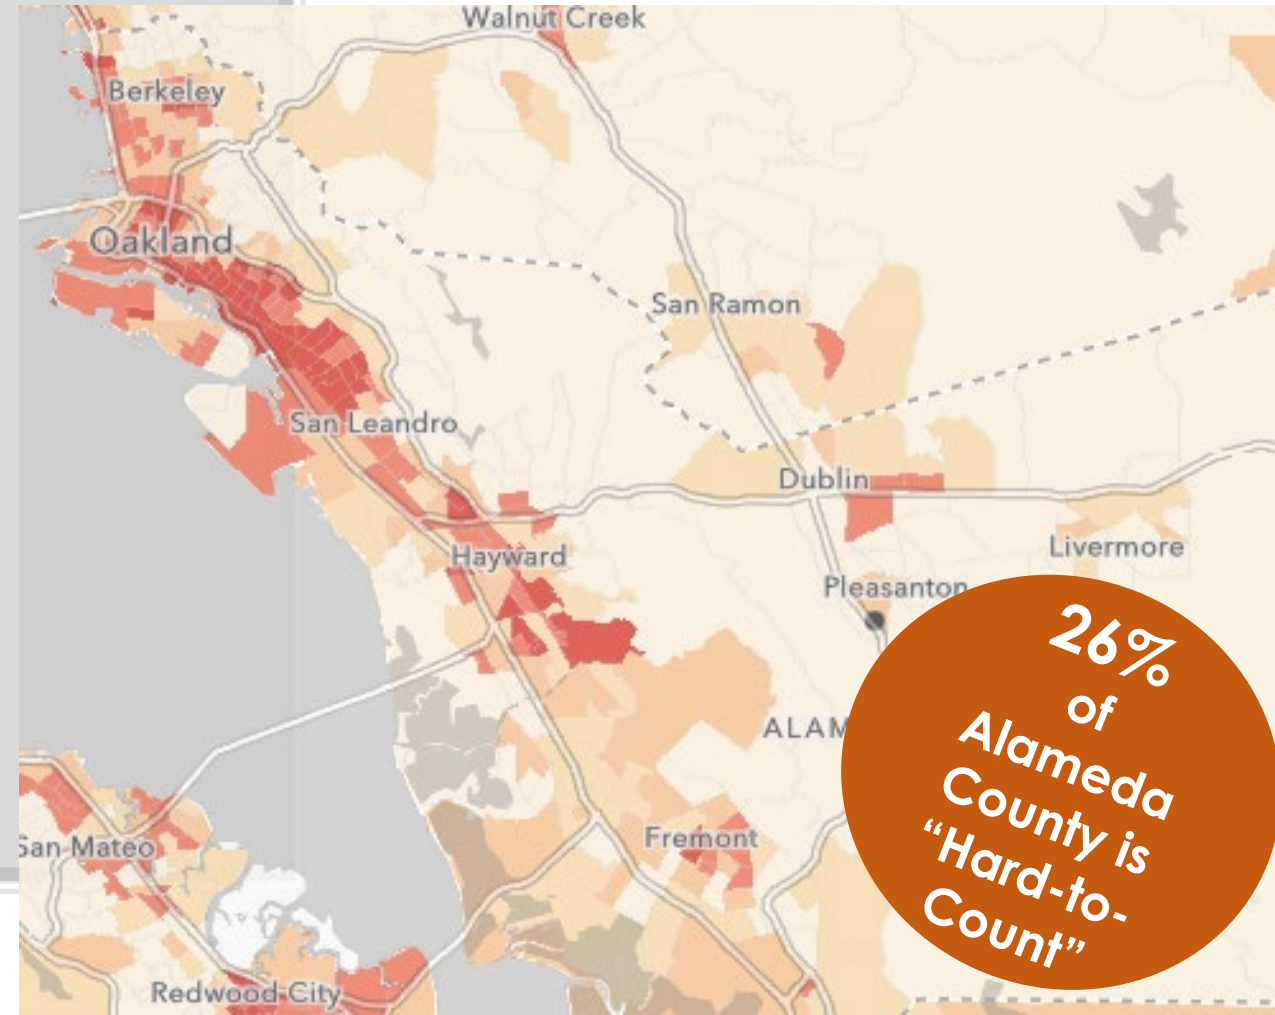 Walnut Creek
Berkeley
Oakland
San Ramon
San Leandro
Dublin
Hayward
Livermore
Pleasanton
ALAM
Fremont
San Mateo
Redwood City
26%
of
Alameda
County is
“Hard-to-
Count”